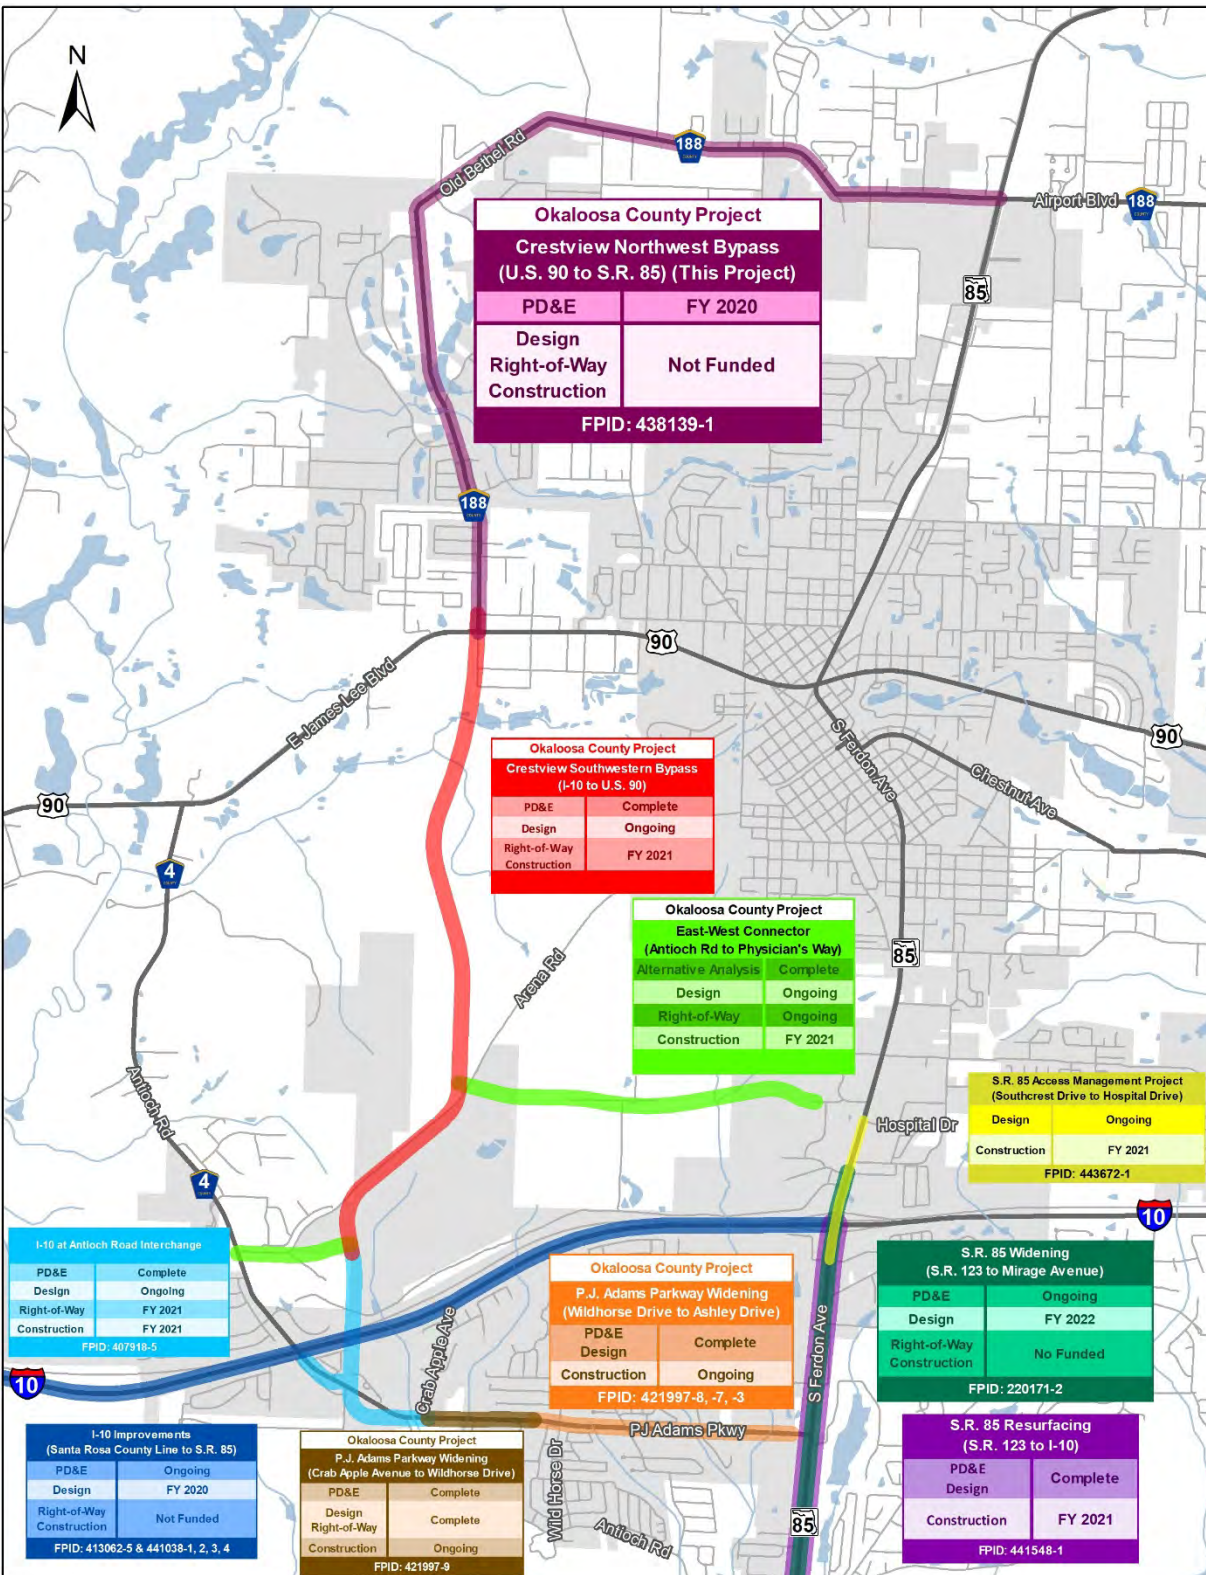 N
Old Bethel Rd
188
COUNTY
Airport Blvd
188
COUNTY
85
Okaloosa County Project
Crestview Northwest Bypass
(U.S. 90 to S.R. 85) (This Project)
PD&E FY 2020
Design
Right-of-Way
Construction
Not Funded
FPID: 438139-1
188
COUNTY
90
E James Lee Blvd
90
90
S Ferdon Ave
Chestnut Ave
Okaloosa County Project
Crestview Southwestern Bypass
(I-10 to U.S. 90)
PD&E Complete
Design Ongoing
Right-of-Way
Construction
FY 2021
4
COUNTY
Okaloosa County Project
East-West Connector
(Antioch Rd to Physician's Way)
Alternative Analysis Complete
Design Ongoing
Right-of-Way Ongoing
Construction FY 2021
85
Arena Rd
Antioch Rd
S.R. 85 Access Management Project
(Southcrest Drive to Hospital Drive)
Design Ongoing
Construction FY 2021
FPID: 443672-1
Hospital Dr
4
COUNTY
10
I-10 at Antioch Road Interchange
PD&E Complete
Design Ongoing
Right-of-Way FY 2021
Construction FY 2021
FPID: 407918-5
Okaloosa County Project
P.J. Adams Parkway Widening
(Wildhorse Drive to Ashley Drive)
PD&E
Design
Complete
Construction Ongoing
FPID: 421997-8, -7, -3
S.R. 85 Widening
(S.R. 123 to Mirage Avenue)
PD&E Ongoing
Design FY 2022
Right-of-Way
Construction
No Funded
FPID: 220171-2
10
Crab Apple Ave
S Ferdon Ave
PJ Adams Pkwy
I-10 Improvements
(Santa Rosa County Line to S.R. 85)
PD&E Ongoing
Design FY 2020
Right-of-Way
Construction
Not Funded
FPID: 413062-5 & 441038-1, 2, 3, 4
Okaloosa County Project
P.J. Adams Parkway Widening
(Crab Apple Avenue to Wildhorse Drive)
PD&E Complete
Design
Right-of-Way
Complete
Construction Ongoing
FPID: 421997-9
Wild Horse Dr
Antioch Rd
85
S.R. 85 Resurfacing
(S.R. 123 to I-10)
PD&E
Design
Complete
Construction FY 2021
FPID: 441548-1